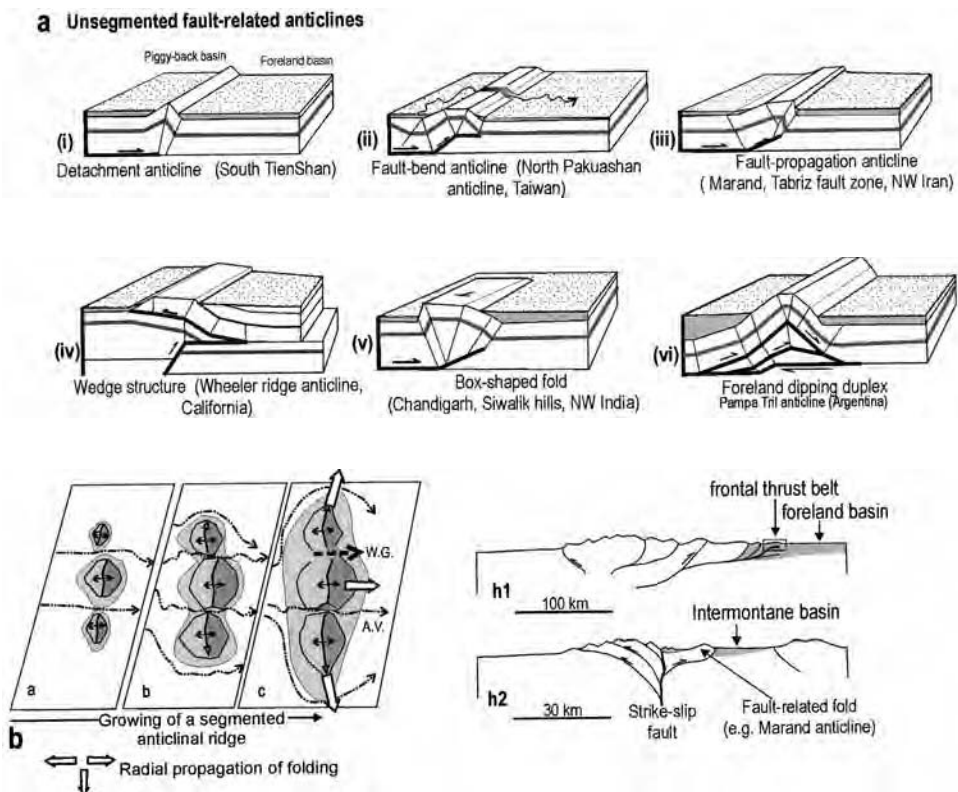 a Unsegmented fault-related anticlines
Piggy-back basin
Foreland basin
(i)
Detachment anticline (South TienShan)
(ii)
Fault-bend anticline (North Pakuashan
anticline, Taiwan)
(iii)
Fault-propagation anticline
( Marand, Tabriz fault zone, NW Iran)
(iv)
Wedge structure (Wheeler ridge anticline,
California)
(v)
Box-shaped fold
(Chandigarh, Siwalik hills, NW India)
(vi)
Foreland dipping duplex
Pampa Tril anticline (Argentina)
a
b
c
W.G.
A.V.
Growing of a segmented
anticlinal ridge
b
Radial propagation of folding
frontal thrust belt
foreland basin
h1
100 km
Intermontane basin
h2
30 km
Strike-slip
fault
Fault-related fold
(e.g. Marand anticline)